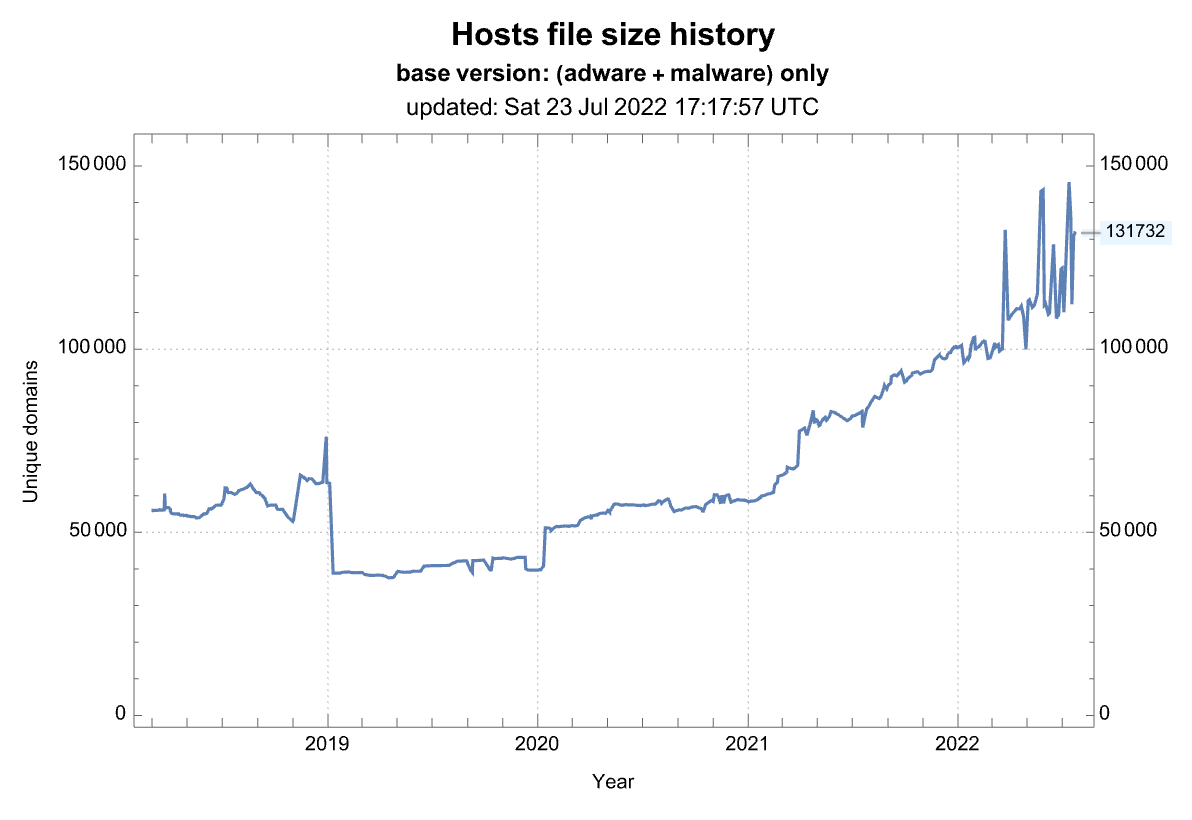 Hosts file size history
base version: (adware + malware) only
updated: Sat 23 Jul 2022 17:17:57 UTC
150 000 150 000
131732
100 000 100 000
Unique domains
50 000 50 000
0 0
2019 2020 2021 2022
Year